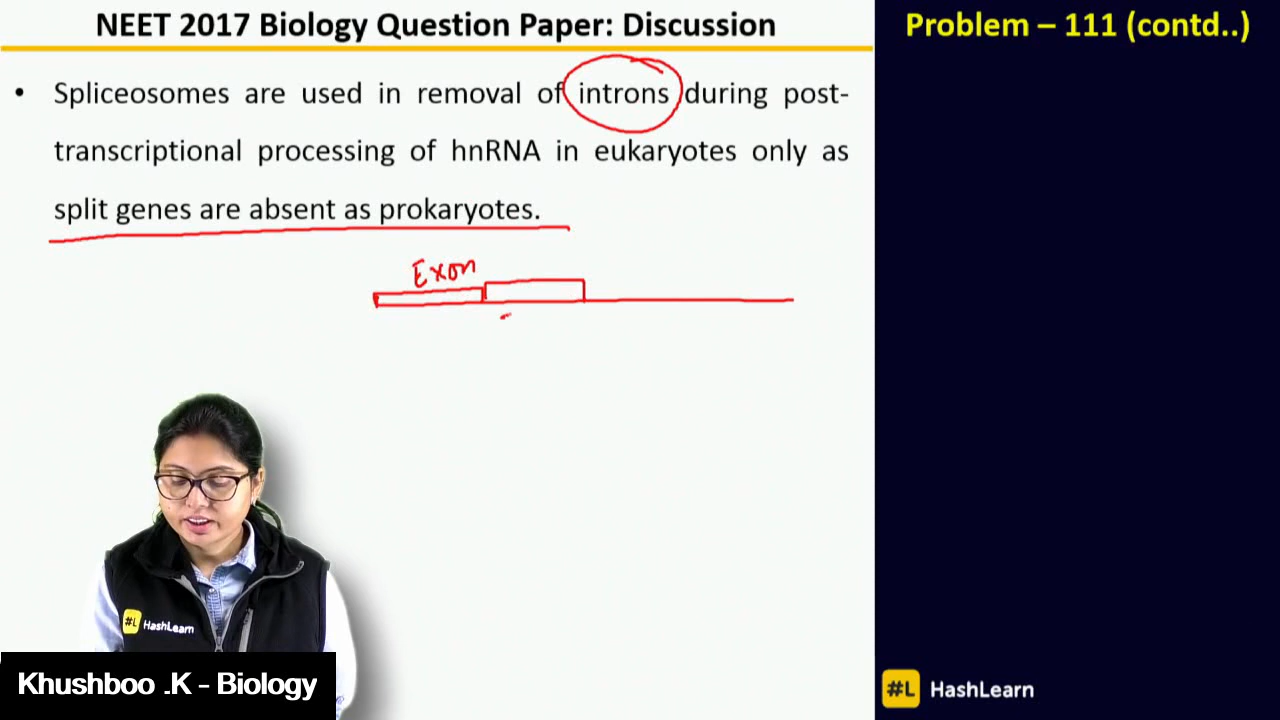 NEET 2017 Biology Question Paper: Discussion
Problem – 111 (contd..)
• Spliceosomes are used in removal of introns during post-
transcriptional processing of hnRNA in eukaryotes only as
split genes are absent as prokaryotes.
Exon
#L HashLearn
Khushboo .K – Biology
#L HashLearn